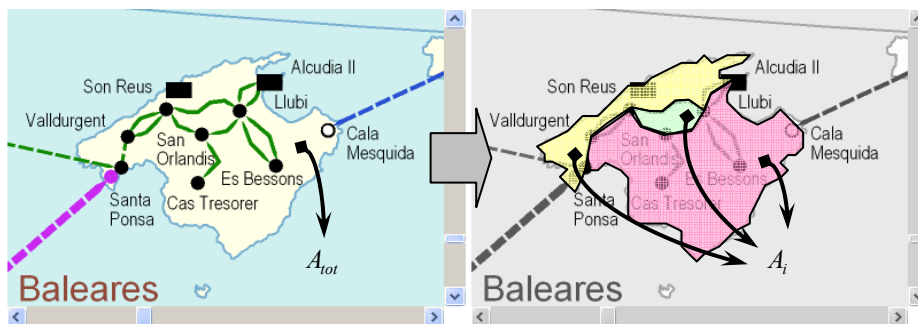 Alcudia II
Son Reus
Llubi
Valldurgent
San
Orlandis
Cala
Mesquida
Es Bessons
Santa
Ponsa
Cas Tresorer
A_tot
Baleares
Alcudia II
Son Reus
Llubi
Valldurgent
San
Orlandis
Cala
Mesquida
Es Bessons
Santa
Ponsa
Cas Tresorer
A_i
Baleares